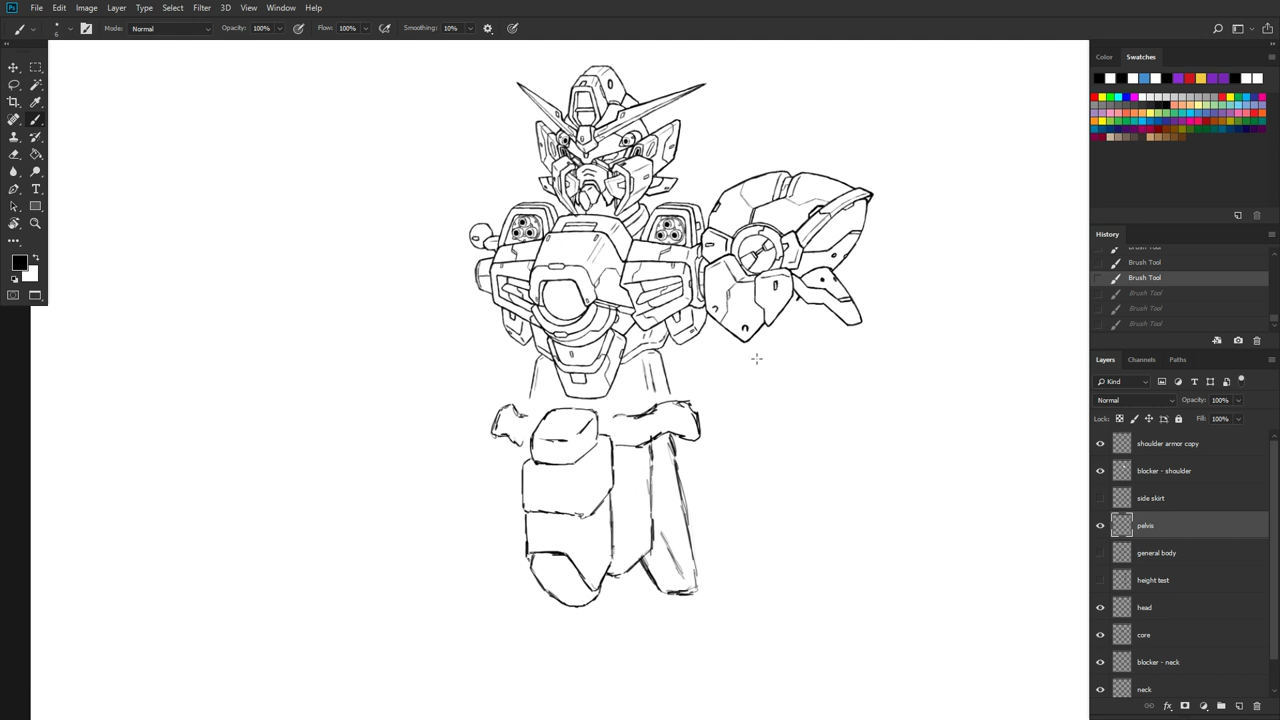 Ps File Edit Image Layer Type Select Filter 3D View Window Help
6 Mode: Normal Opacity: 100% Flow: 100% Smoothing: 10%
Color Swatches
History
Brush Tool
Brush Tool
Brush Tool
Brush Tool
Brush Tool
Layers Channels Paths
Kind
Normal Opacity: 100%
Lock: Fill: 100%
shoulder armor copy
blocker - shoulder
side skirt
pelvis
general body
height test
head
core
blocker - neck
neck